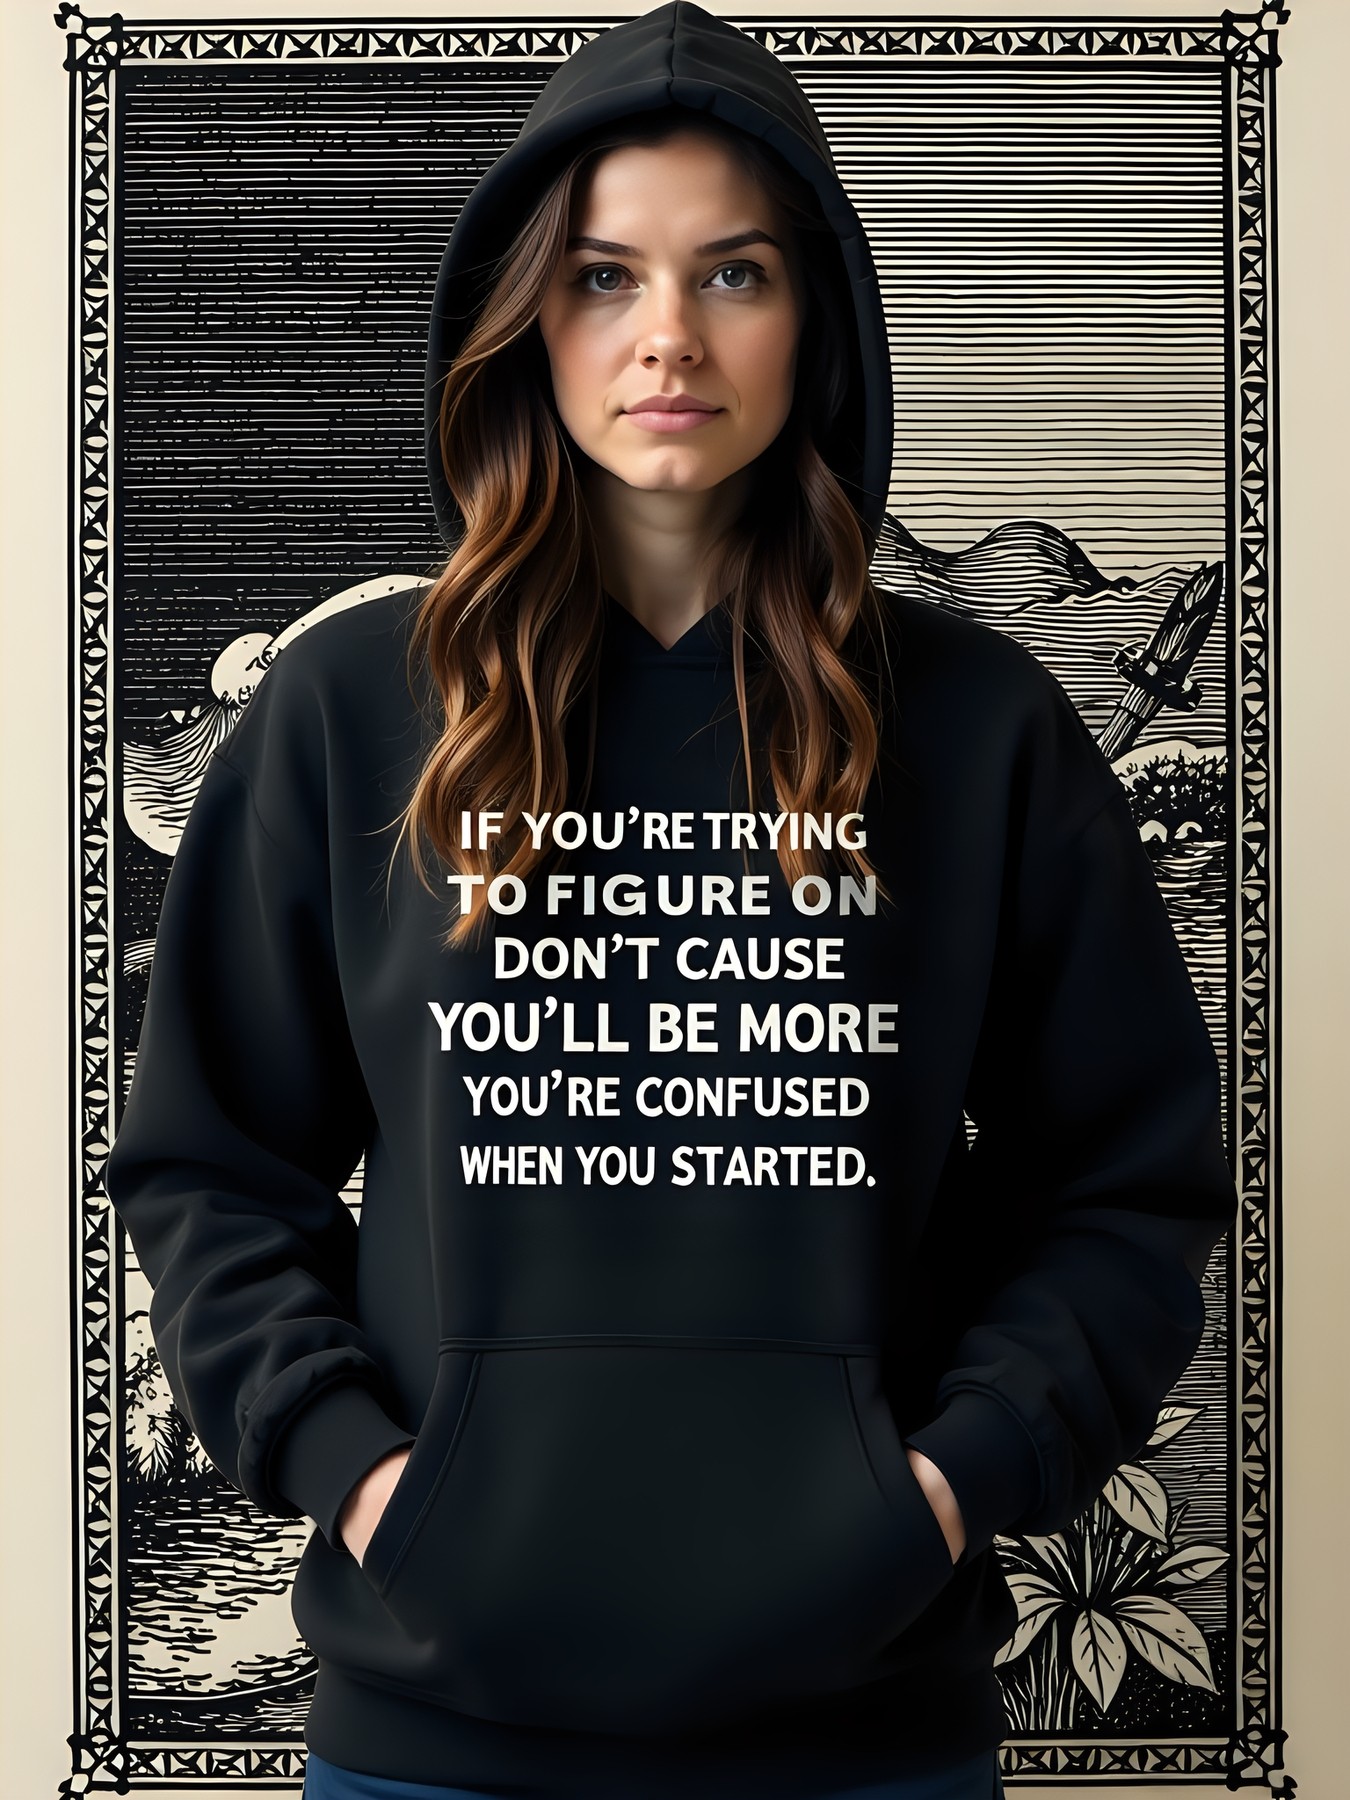 IF YOU'RE TRYING
TO FIGURE ON
DON'T CAUSE
YOU'LL BE MORE
YOU'RE CONFUSED
WHEN YOU STARTED.